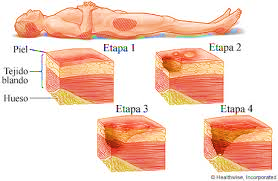 Etapa 1
Etapa 2
Piel
Tejido
blando
Hueso
Etapa 3
Etapa 4
© Healthwise, Incorporated